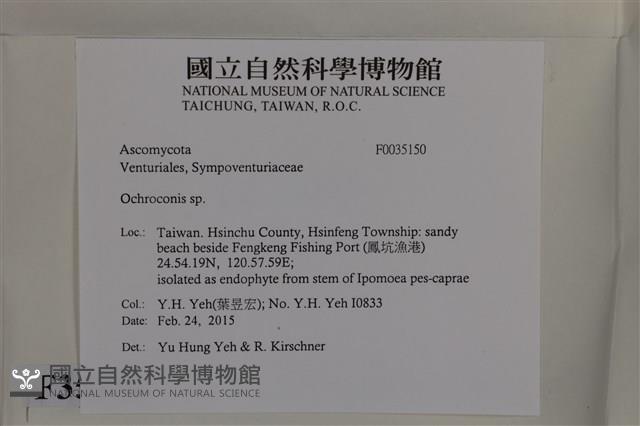 國立自然科學博物館
NATIONAL MUSEUM OF NATURAL SCIENCE
TAICHUNG, TAIWAN, R.O.C.
Ascomycota F0035150
Venturiales, Sympoventuriaceae
Ochroconis sp.
Loc.: Taiwan. Hsinchu County, Hsinfeng Township: sandy
beach beside Fengkeng Fishing Port (鳳坑漁港)
24.54.19N, 120.57.59E;
isolated as endophyte from stem of Ipomoea pes-caprae
Col.: Y.H. Yeh(葉昱宏); No. Y.H. Yeh I0833
Date: Feb. 24, 2015
Det.: Yu Hung Yeh & R. Kirschner
國立自然科學博物館
NATIONAL MUSEUM OF NATURAL SCIENCE